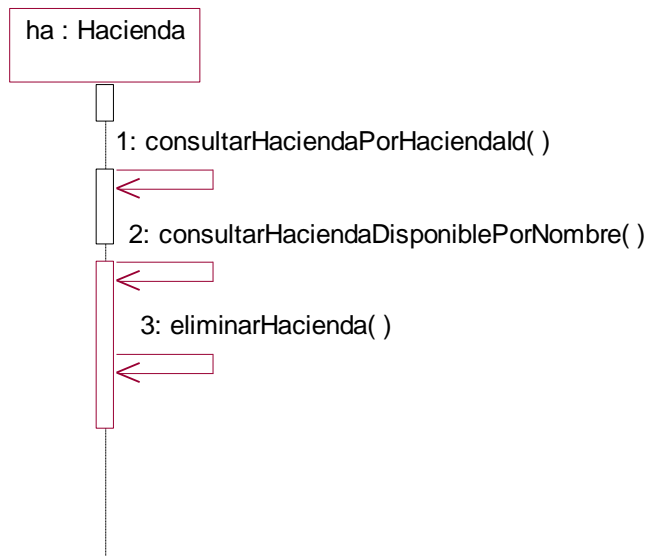 ha : Hacienda
1: consultarHaciendaPorHaciendaId( )
2: consultarHaciendaDisponiblePorNombre( )
3: eliminarHacienda( )